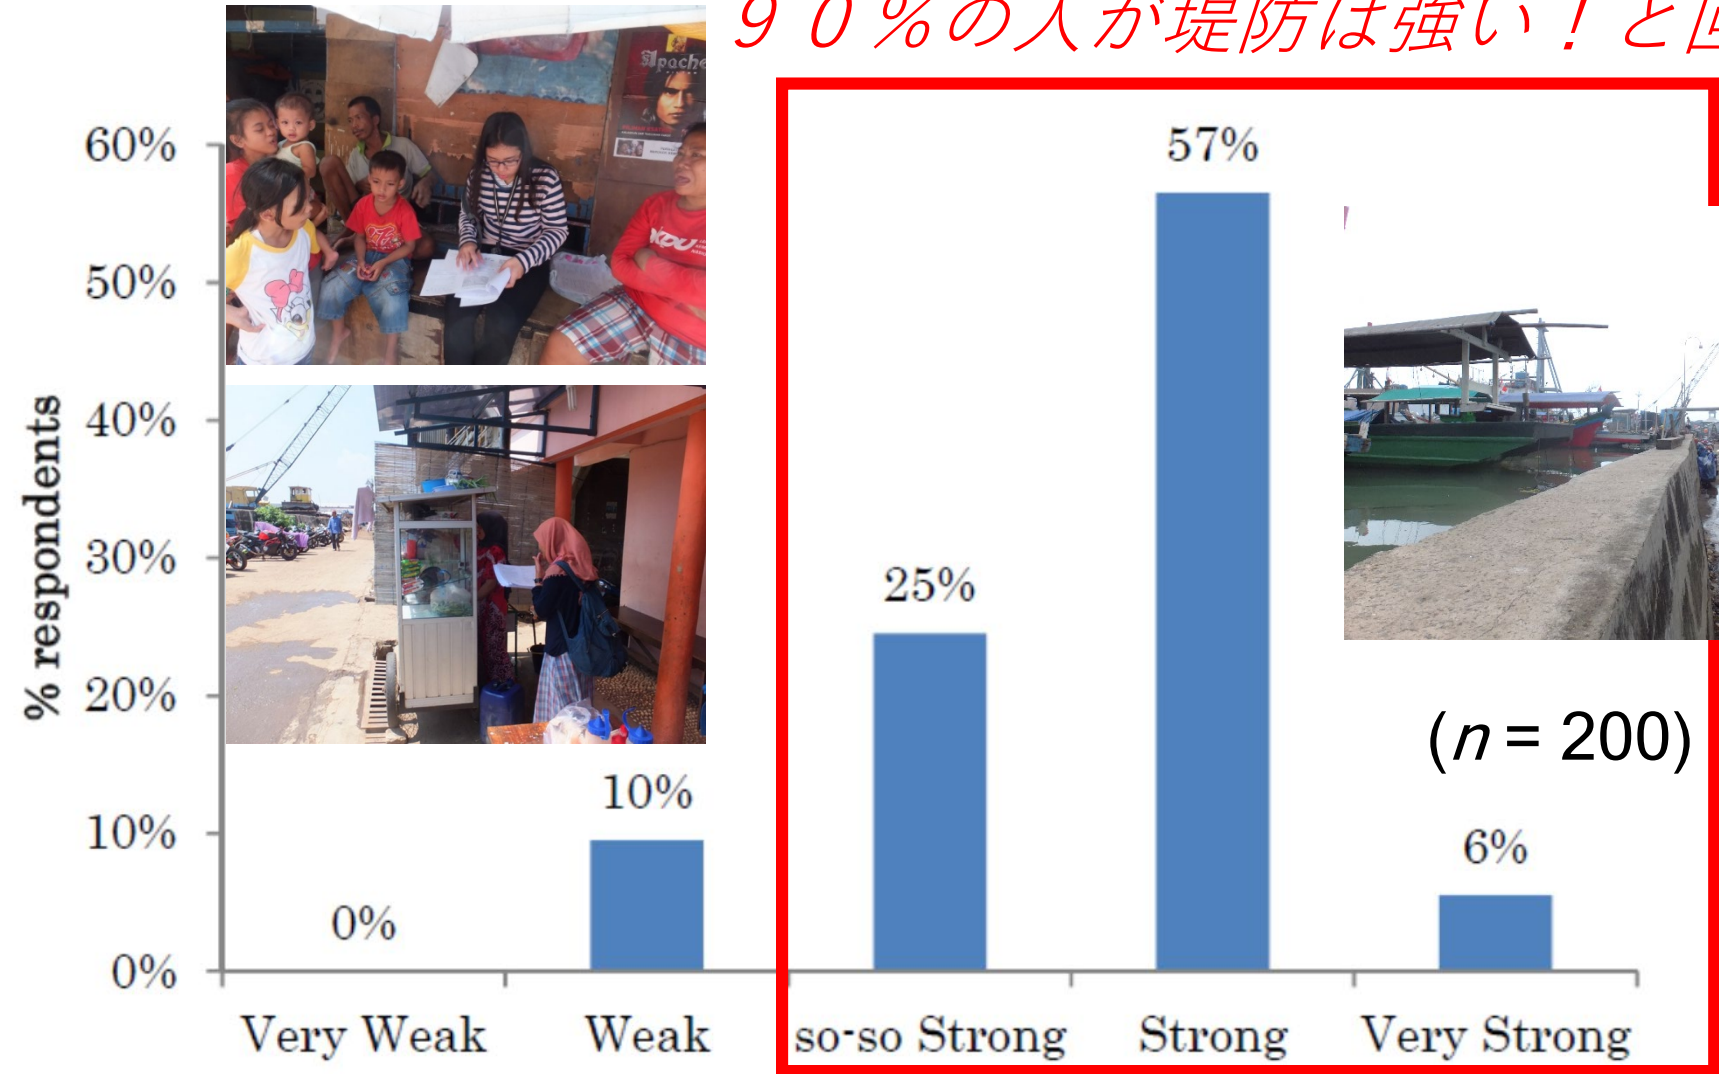 ９０％の人が堤防は強い！と回
Apache
60%
50%
40%
30%
20%
10%
0%
% respondents
57%
25%
10%
6%
0%
(n = 200)
Very Weak
Weak
so-so Strong
Strong
Very Strong